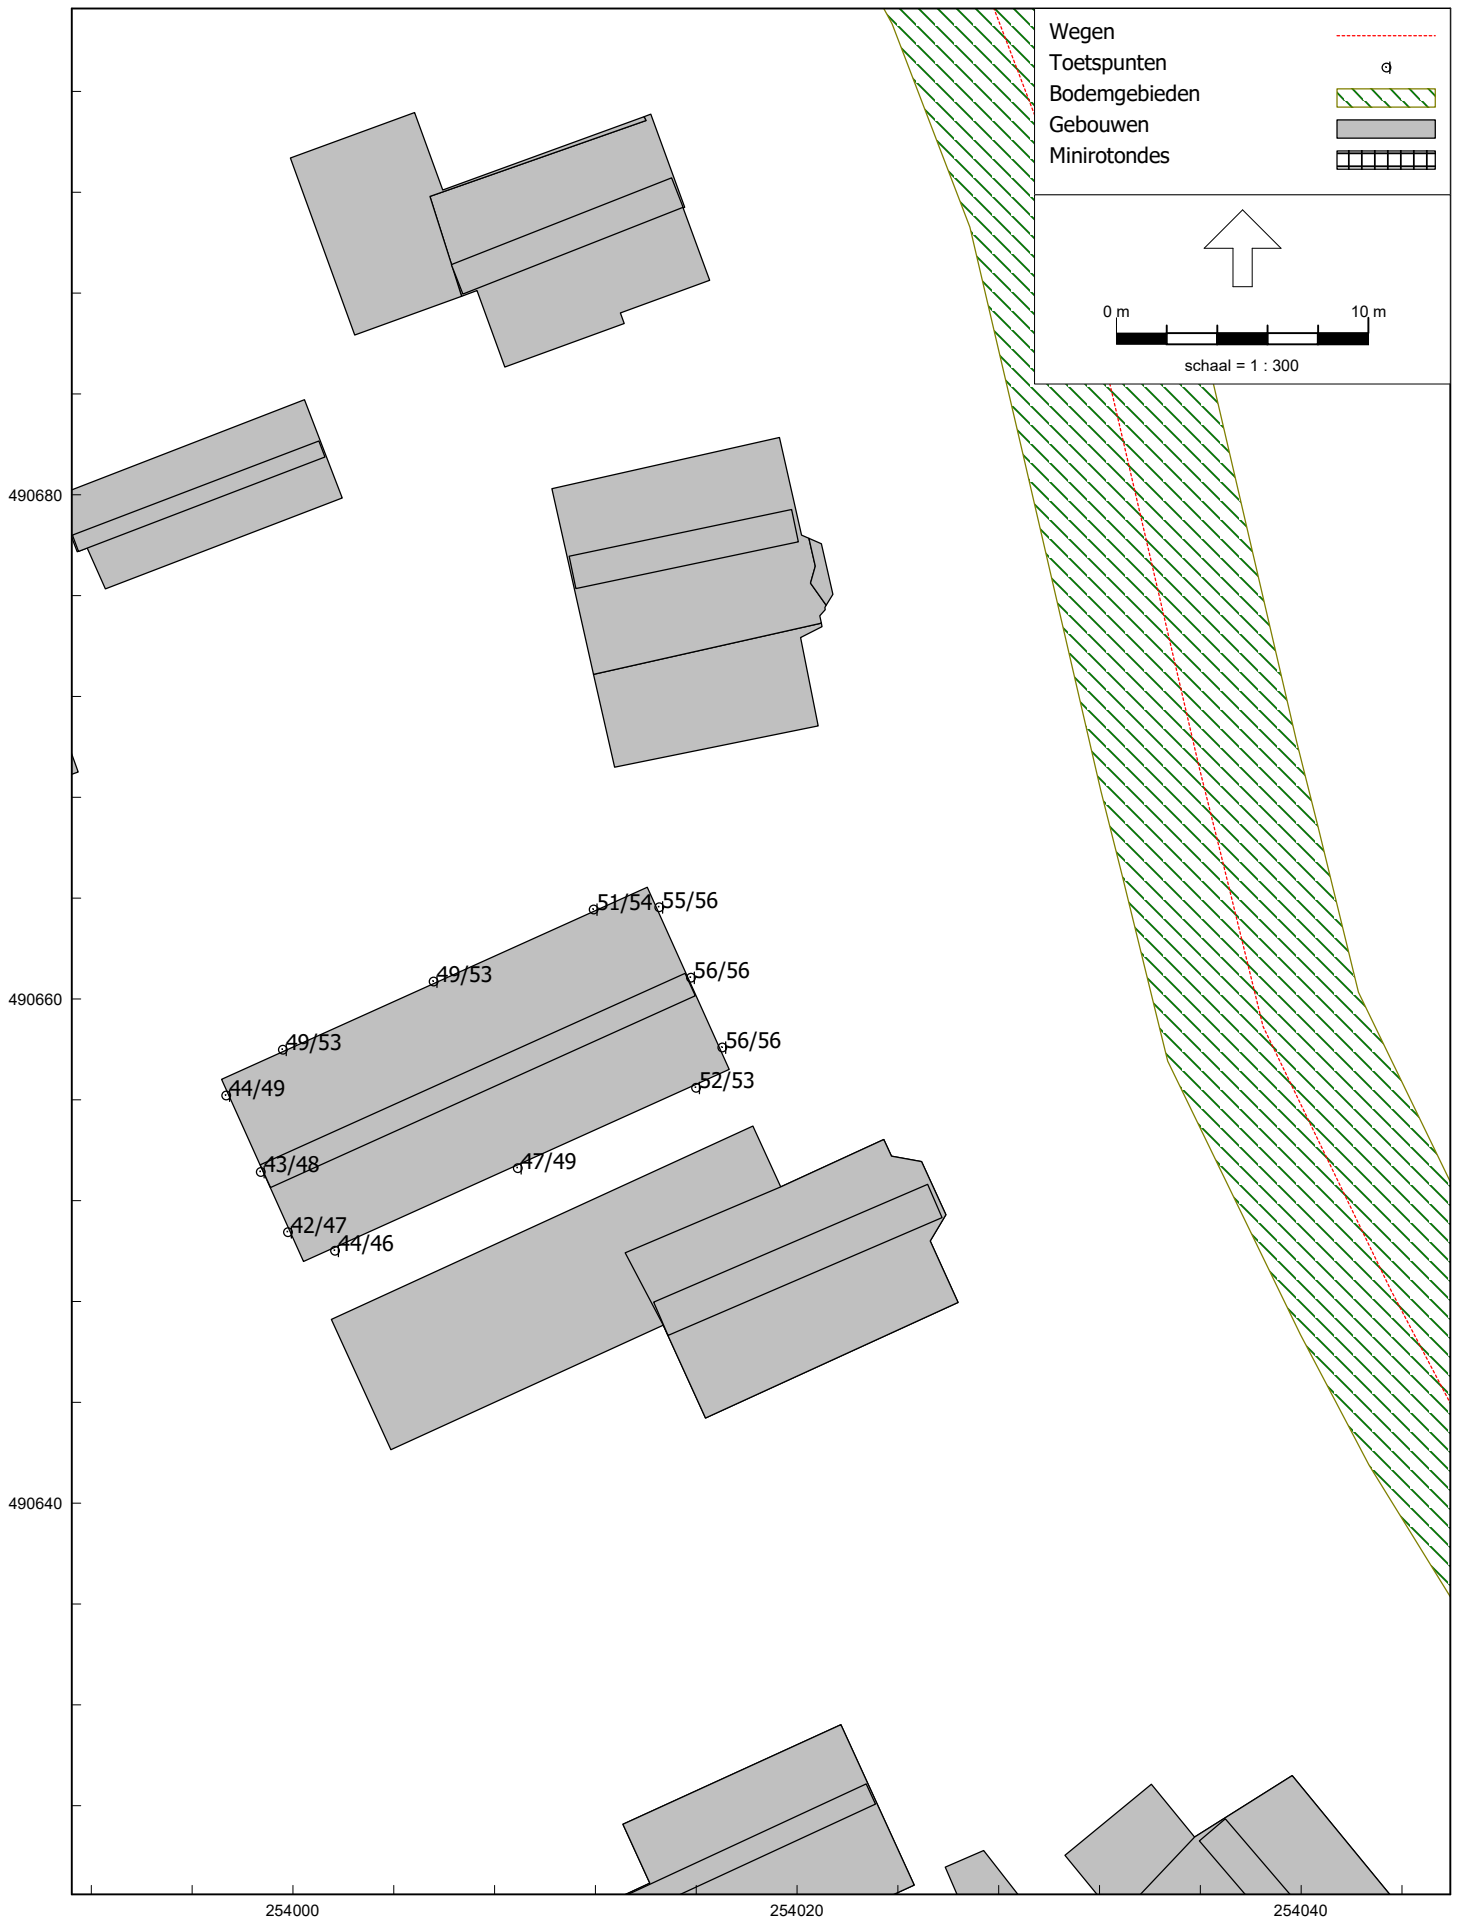 Wegen
Toetspunten
Bodemgebieden
Gebouwen
Minirotondes
0 m 10 m
schaal = 1 : 300
490680
51/54 55/56
49/53
56/56
490660
49/53
56/56
52/53
44/49
43/48
47/49
42/47
44/46
490640
254000 254020 254040